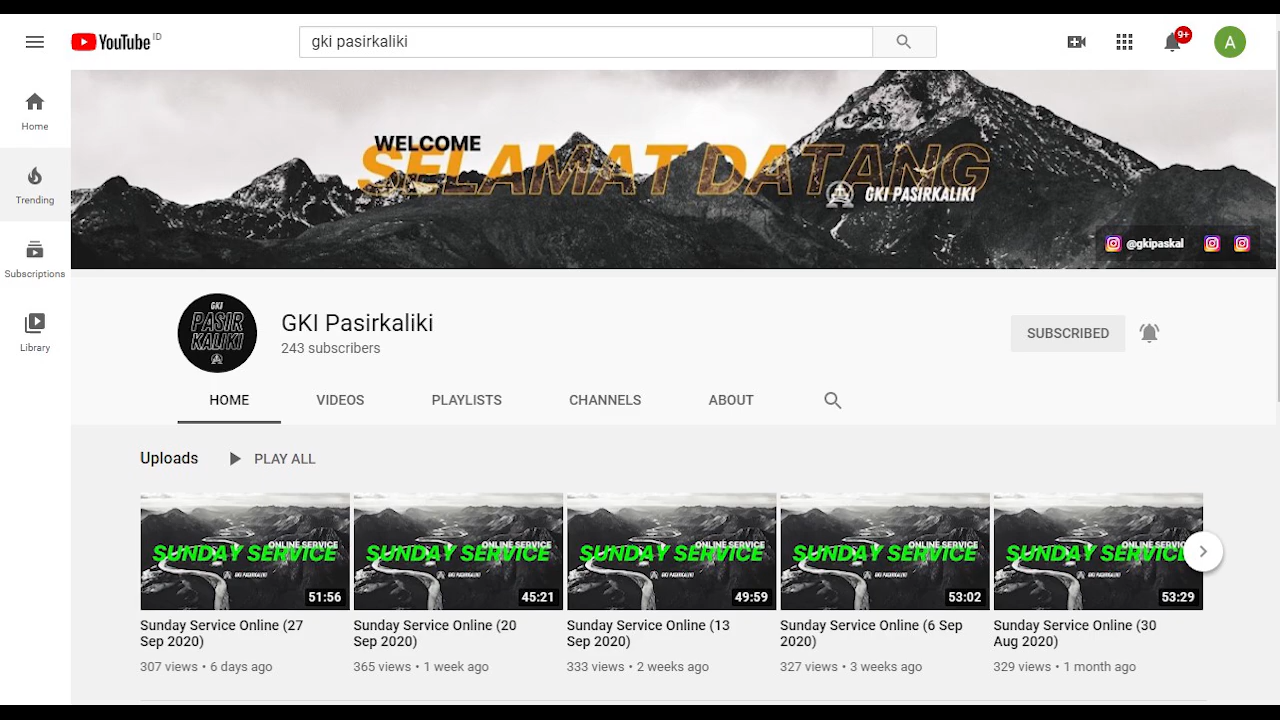 YouTube ID
gki pasirkaliki
9+
A
Home
Trending
Subscriptions
Library
WELCOME
SELAMAT DATANG
GKI PASIRKALIKI
@gkipaskal
GKI
PASIR
KALIKI
GKI Pasirkaliki
243 subscribers
SUBSCRIBED
HOME VIDEOS PLAYLISTS CHANNELS ABOUT
Uploads PLAY ALL
ONLINE SERVICE
SUNDAY SERVICE
GKI PASIRKALIKI
51:56
ONLINE SERVICE
SUNDAY SERVICE
GKI PASIRKALIKI
45:21
ONLINE SERVICE
SUNDAY SERVICE
GKI PASIRKALIKI
49:59
ONLINE SERVICE
SUNDAY SERVICE
GKI PASIRKALIKI
53:02
ONLINE SERVICE
SUNDAY SERVICE
GKI PASIRKALIKI
53:29
Sunday Service Online (27
Sep 2020)
307 views • 6 days ago
Sunday Service Online (20
Sep 2020)
365 views • 1 week ago
Sunday Service Online (13
Sep 2020)
333 views • 2 weeks ago
Sunday Service Online (6 Sep
2020)
327 views • 3 weeks ago
Sunday Service Online (30
Aug 2020)
329 views • 1 month ago